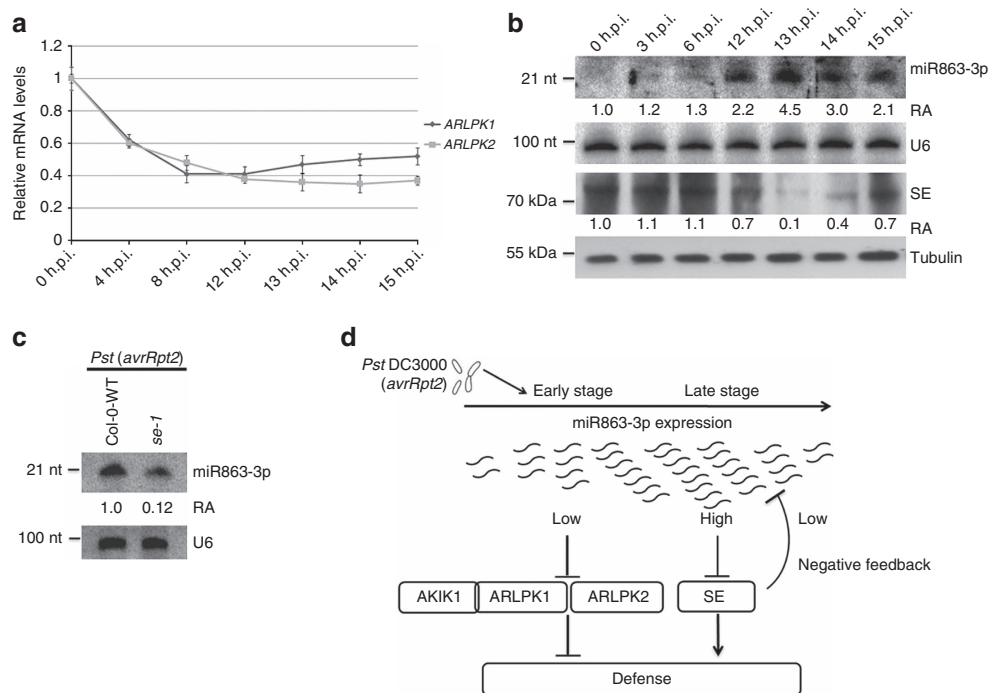 a
1.2
1
0.8
0.6
0.4
0.2
0
Relative mRNA levels
0 h.p.i.
4 h.p.i.
8 h.p.i.
12 h.p.i.
13 h.p.i.
14 h.p.i.
15 h.p.i.
ARLPK1
ARLPK2
b
0 h.p.i. 3 h.p.i. 6 h.p.i. 12 h.p.i. 13 h.p.i. 14 h.p.i. 15 h.p.i.
21 nt miR863-3p
1.0 1.2 1.3 2.2 4.5 3.0 2.1 RA
100 nt U6
70 kDa SE
1.0 1.1 1.1 0.7 0.1 0.4 0.7 RA
55 kDa Tubulin
c
Pst (avrRpt2)
Col-0-WT
se-1
21 nt miR863-3p
1.0 0.12 RA
100 nt U6
d
Pst DC3000
(avrRpt2)
Early stage Late stage
miR863-3p expression
Low High Low
Negative feedback
AKIK1 ARLPK1 ARLPK2 SE
Defense